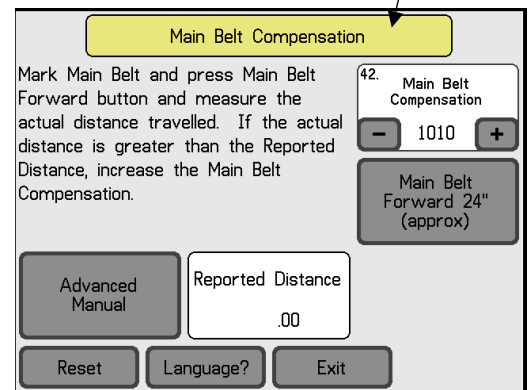 Main Belt Compensation
Mark Main Belt and press Main Belt
Forward button and measure the
actual distance travelled. If the actual
distance is greater than the Reported
Distance, increase the Main Belt
Compensation.
42.
Main Belt
Compensation
- 1010 +
Main Belt
Forward 24"
(approx)
Advanced
Manual
Reported Distance
.00
Reset
Language?
Exit